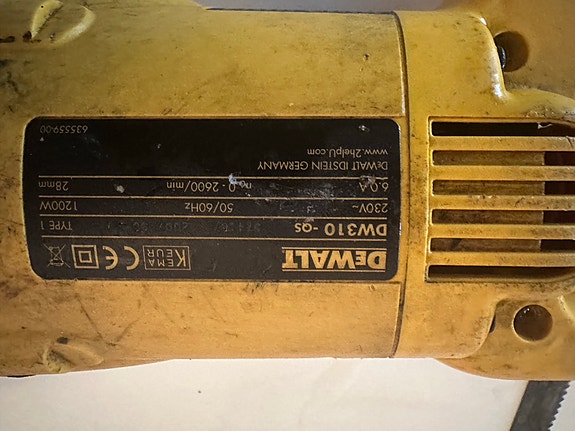 DEWALT
KEMA
KEUR
CE
DW310 -QS
TYPE 1
230V~ 50/60Hz 1200W
6.0 A n₀ 0 - 2600/min 28mm
DeWALT IDSTEIN GERMANY
www.2helpU.com
635559-00